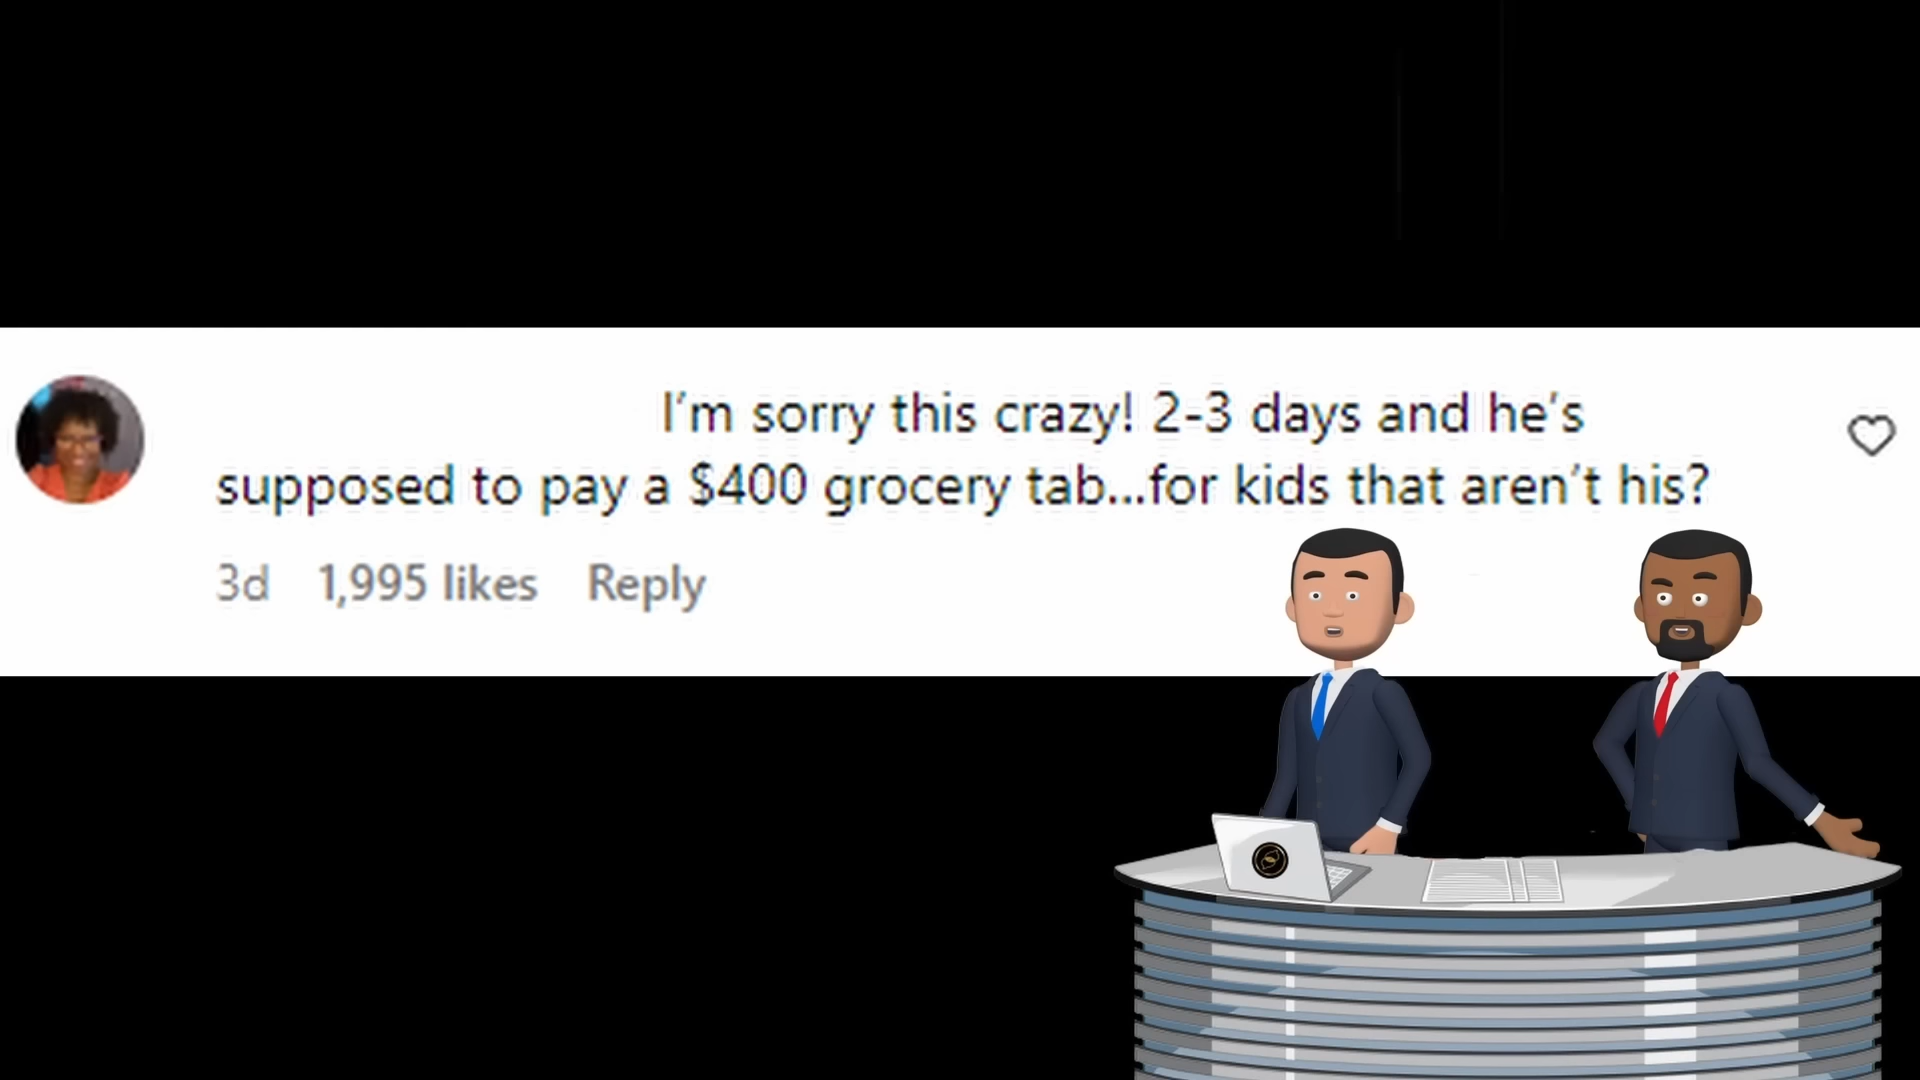 I'm sorry this crazy! 2-3 days and he's
supposed to pay a $400 grocery tab...for kids that aren't his?
3d 1,995 likes Reply